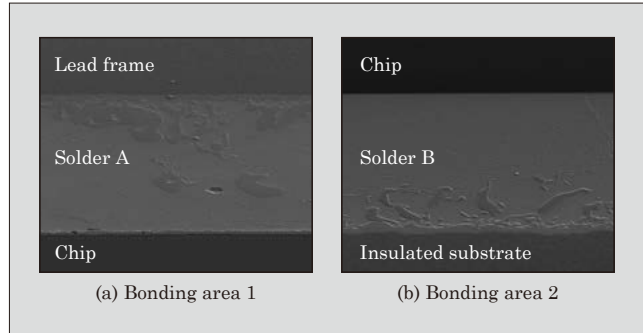 Lead frame
Solder A
Chip
(a) Bonding area 1
Chip
Solder B
Insulated substrate
(b) Bonding area 2